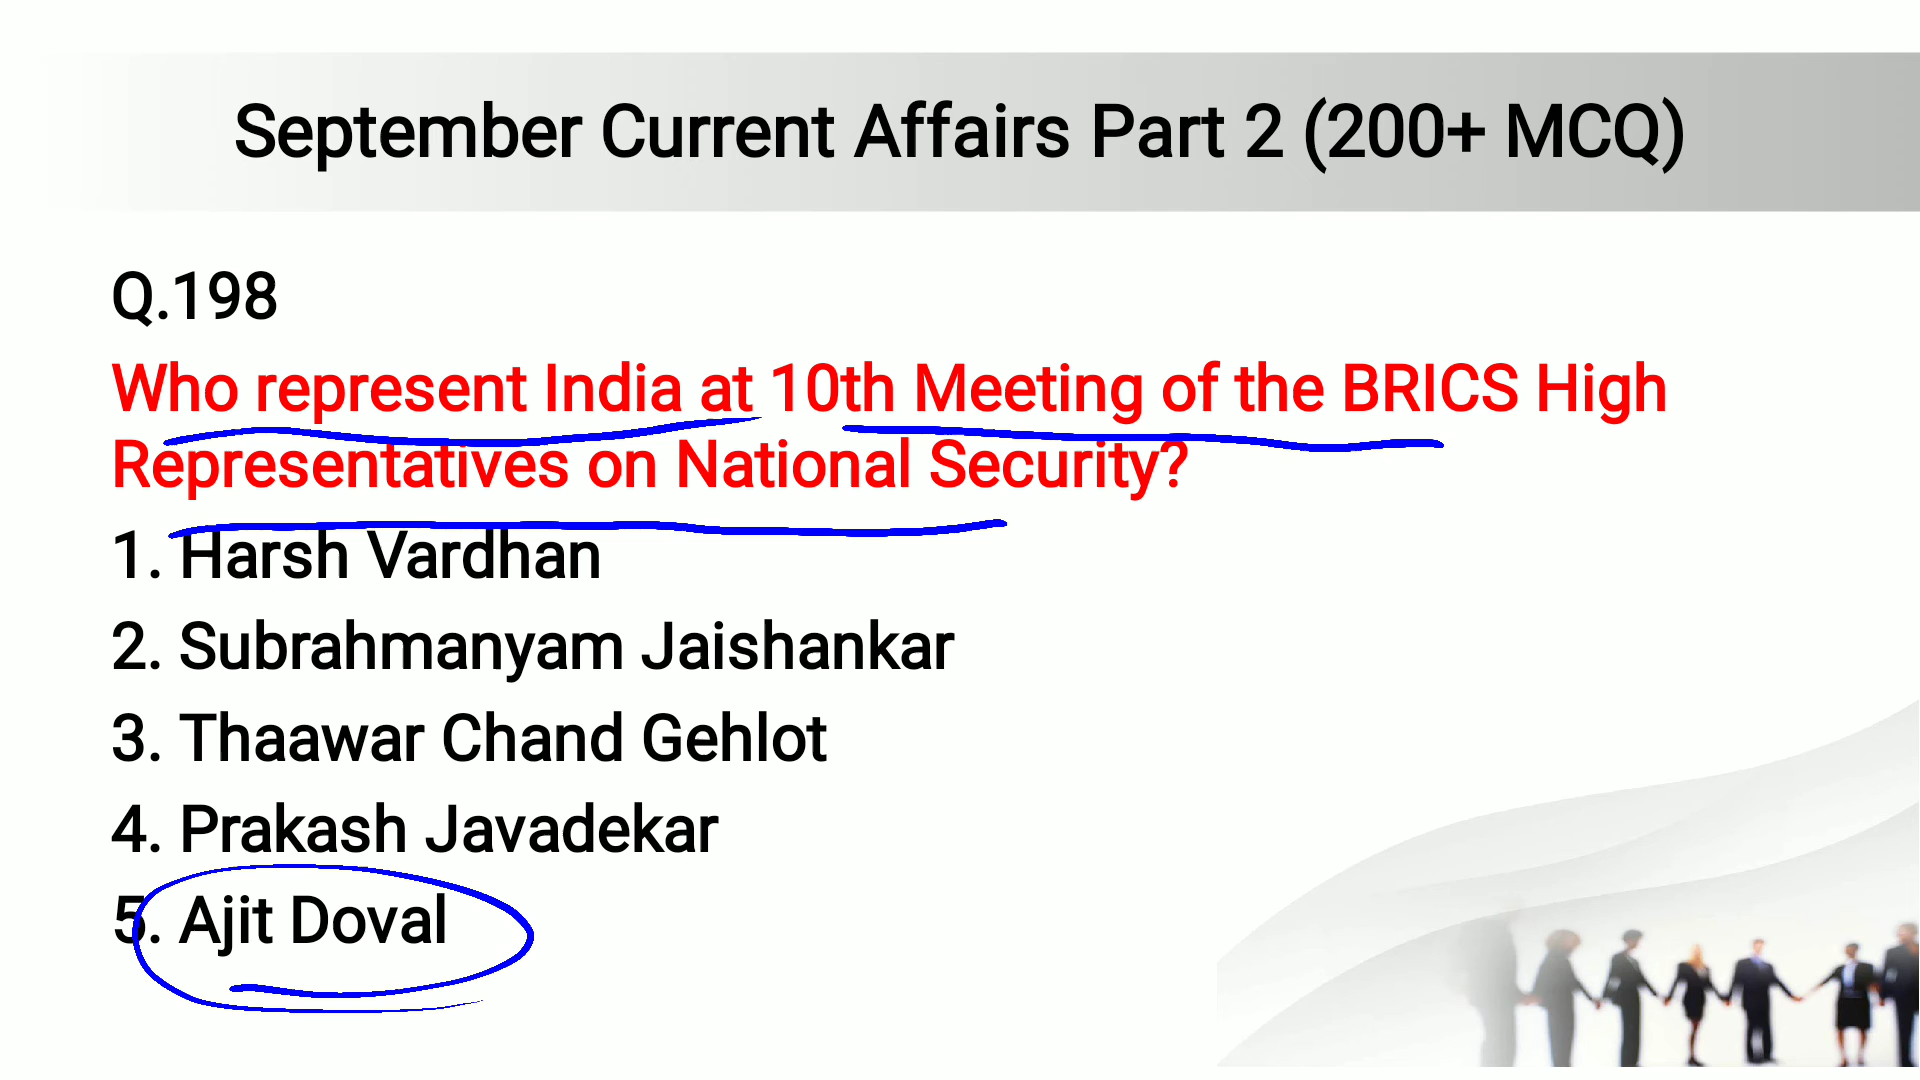 September Current Affairs Part 2 (200+ MCQ)
Q.198
Who represent India at 10th Meeting of the BRICS High
Representatives on National Security?
1. Harsh Vardhan
2. Subrahmanyam Jaishankar
3. Thaawar Chand Gehlot
4. Prakash Javadekar
5. Ajit Doval